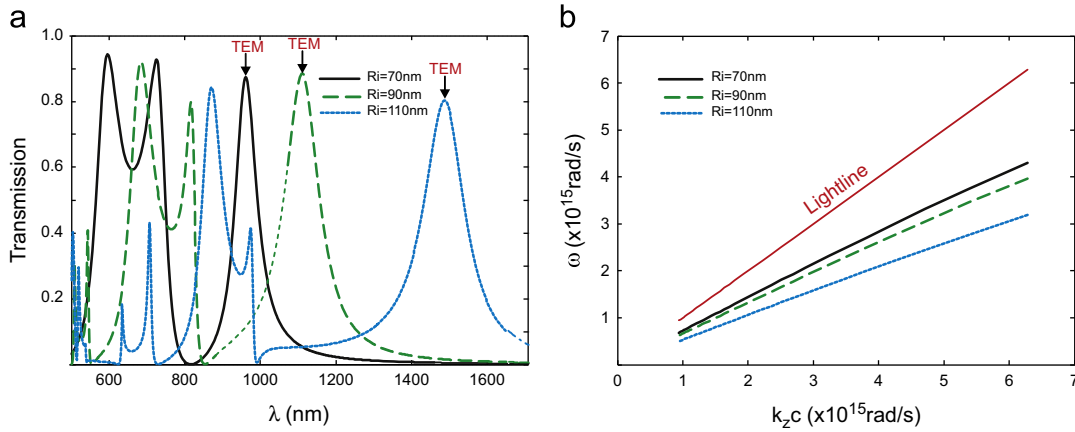 a
1.0
0.8
0.6
0.4
0.2
Transmission
TEM
TEM
TEM
Ri=70nm
Ri=90nm
Ri=110nm
600
800
1000
1200
1400
1600
λ (nm)
b
7
6
5
4
3
2
1
ω (x10¹⁵rad/s)
Ri=70nm
Ri=90nm
Ri=110nm
Lightline
0
1
2
3
4
5
6
7
k_zc (x10¹⁵rad/s)